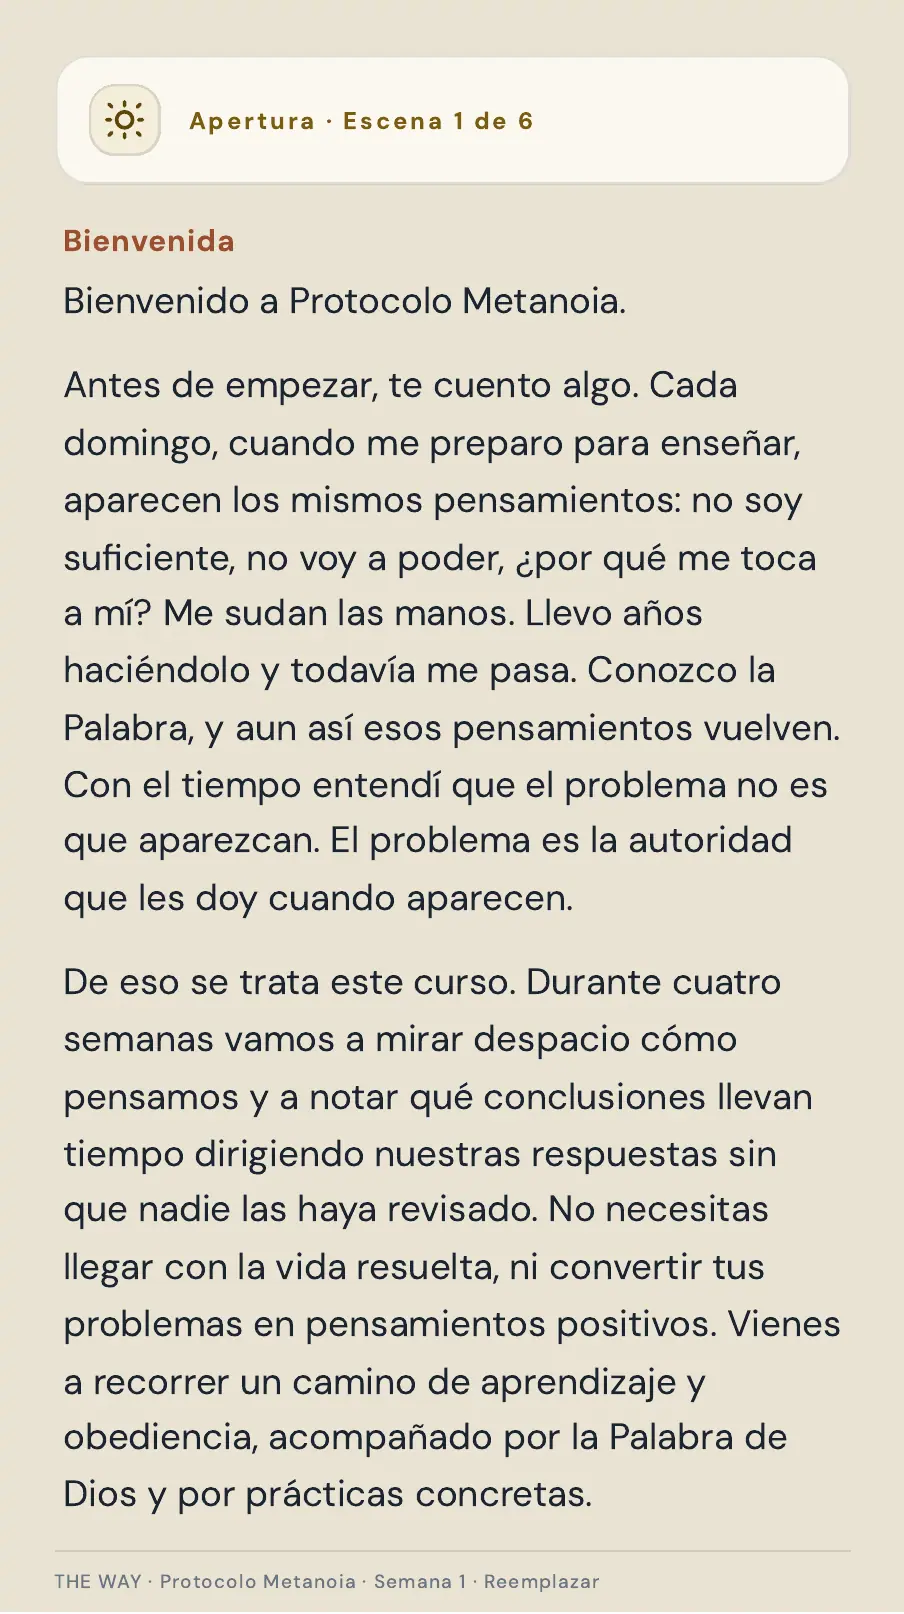 Apertura · Escena 1 de 6
Bienvenida
Bienvenido a Protocolo Metanoia.
Antes de empezar, te cuento algo. Cada
domingo, cuando me preparo para enseñar,
aparecen los mismos pensamientos: no soy
suficiente, no voy a poder, ¿por qué me toca
a mí? Me sudan las manos. Llevo años
haciéndolo y todavía me pasa. Conozco la
Palabra, y aun así esos pensamientos vuelven.
Con el tiempo entendí que el problema no es
que aparezcan. El problema es la autoridad
que les doy cuando aparecen.
De eso se trata este curso. Durante cuatro
semanas vamos a mirar despacio cómo
pensamos y a notar qué conclusiones llevan
tiempo dirigiendo nuestras respuestas sin
que nadie las haya revisado. No necesitas
llegar con la vida resuelta, ni convertir tus
problemas en pensamientos positivos. Vienes
a recorrer un camino de aprendizaje y
obediencia, acompañado por la Palabra de
Dios y por prácticas concretas.
THE WAY · Protocolo Metanoia · Semana 1 · Reemplazar